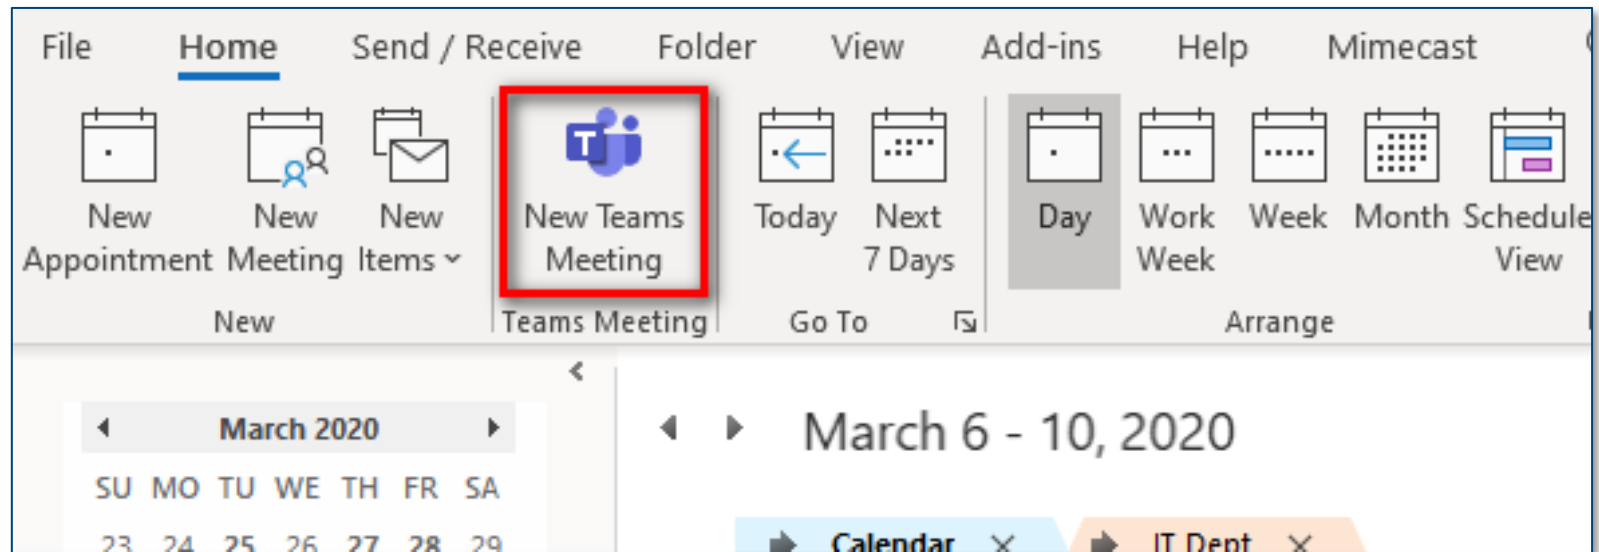 File Home Send / Receive Folder View Add-ins Help Mimecast
New Appointment
New Meeting
New Items
T
New Teams Meeting
Today
Next 7 Days
Day
Work Week
Week
Month
Schedule View
New
Teams Meeting
Go To
Arrange
March 2020
SU MO TU WE TH FR SA
23 24 25 26 27 28 29
March 6 - 10, 2020
Calendar
IT Dept